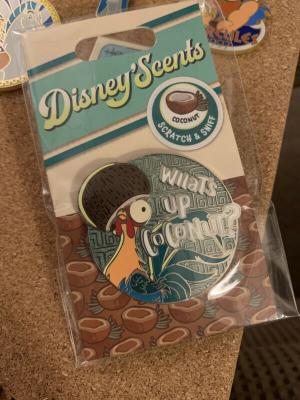 Disney'Scents
COCONUT
SCRATCH & SNIFF
WHAT'S
UP
COCONUT?